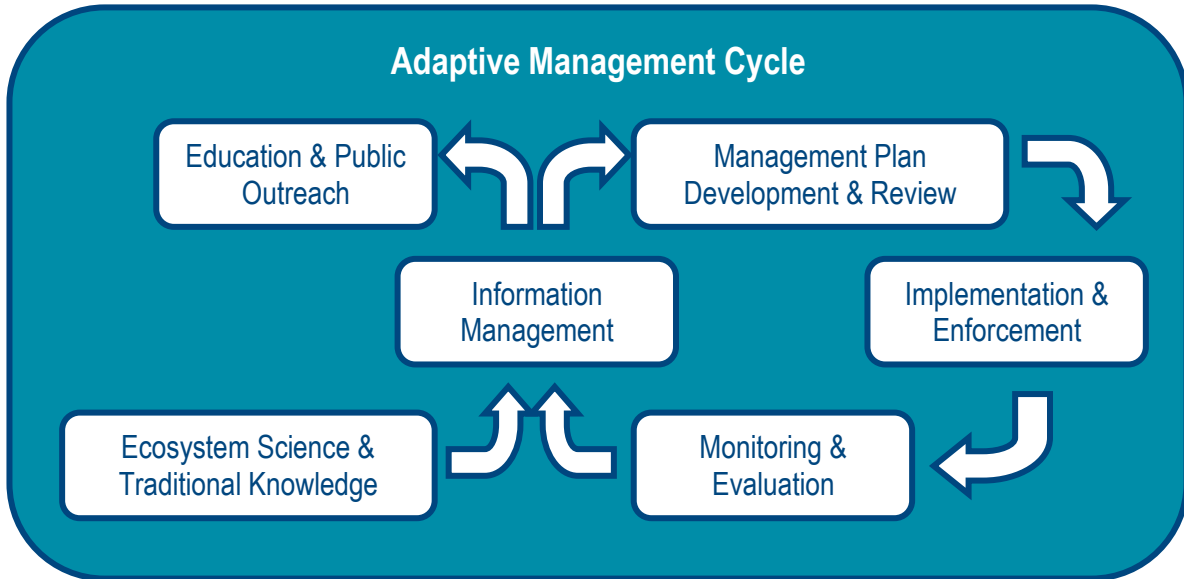 Adaptive Management Cycle
Education & Public
Outreach
Management Plan
Development & Review
Information
Management
Implementation &
Enforcement
Ecosystem Science &
Traditional Knowledge
Monitoring &
Evaluation